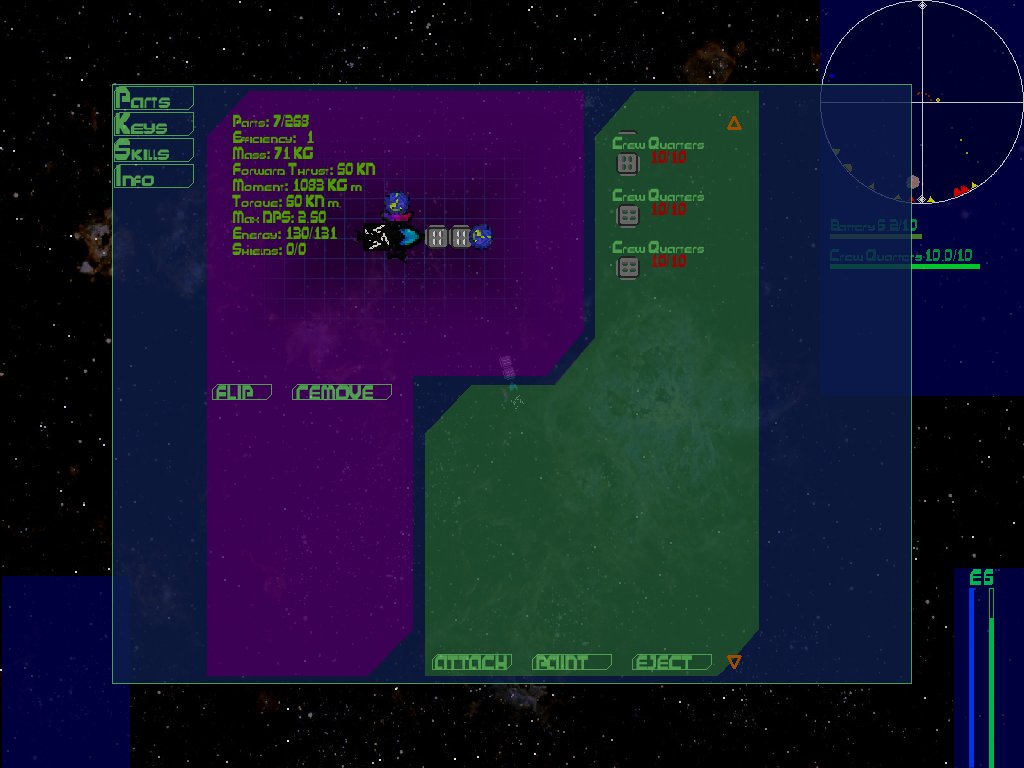 Parts
Keys
Skills
Info
Parts: 7/268
Efficiency: 1
Mass: 71 KG
Forward Thrust: 50 KN
Moment: 1083 KG m
Torque: 60 KN m
Max DPS: 2.50
Energy: 130/131
Shields: 0/0
Crew Quarters
10/10
Crew Quarters
10/10
Crew Quarters
10/10
Battery 6.2/10
Crew Quarters 10.0/10
FLIP
REMOVE
E6
ATTACH
PAINT
EJECT